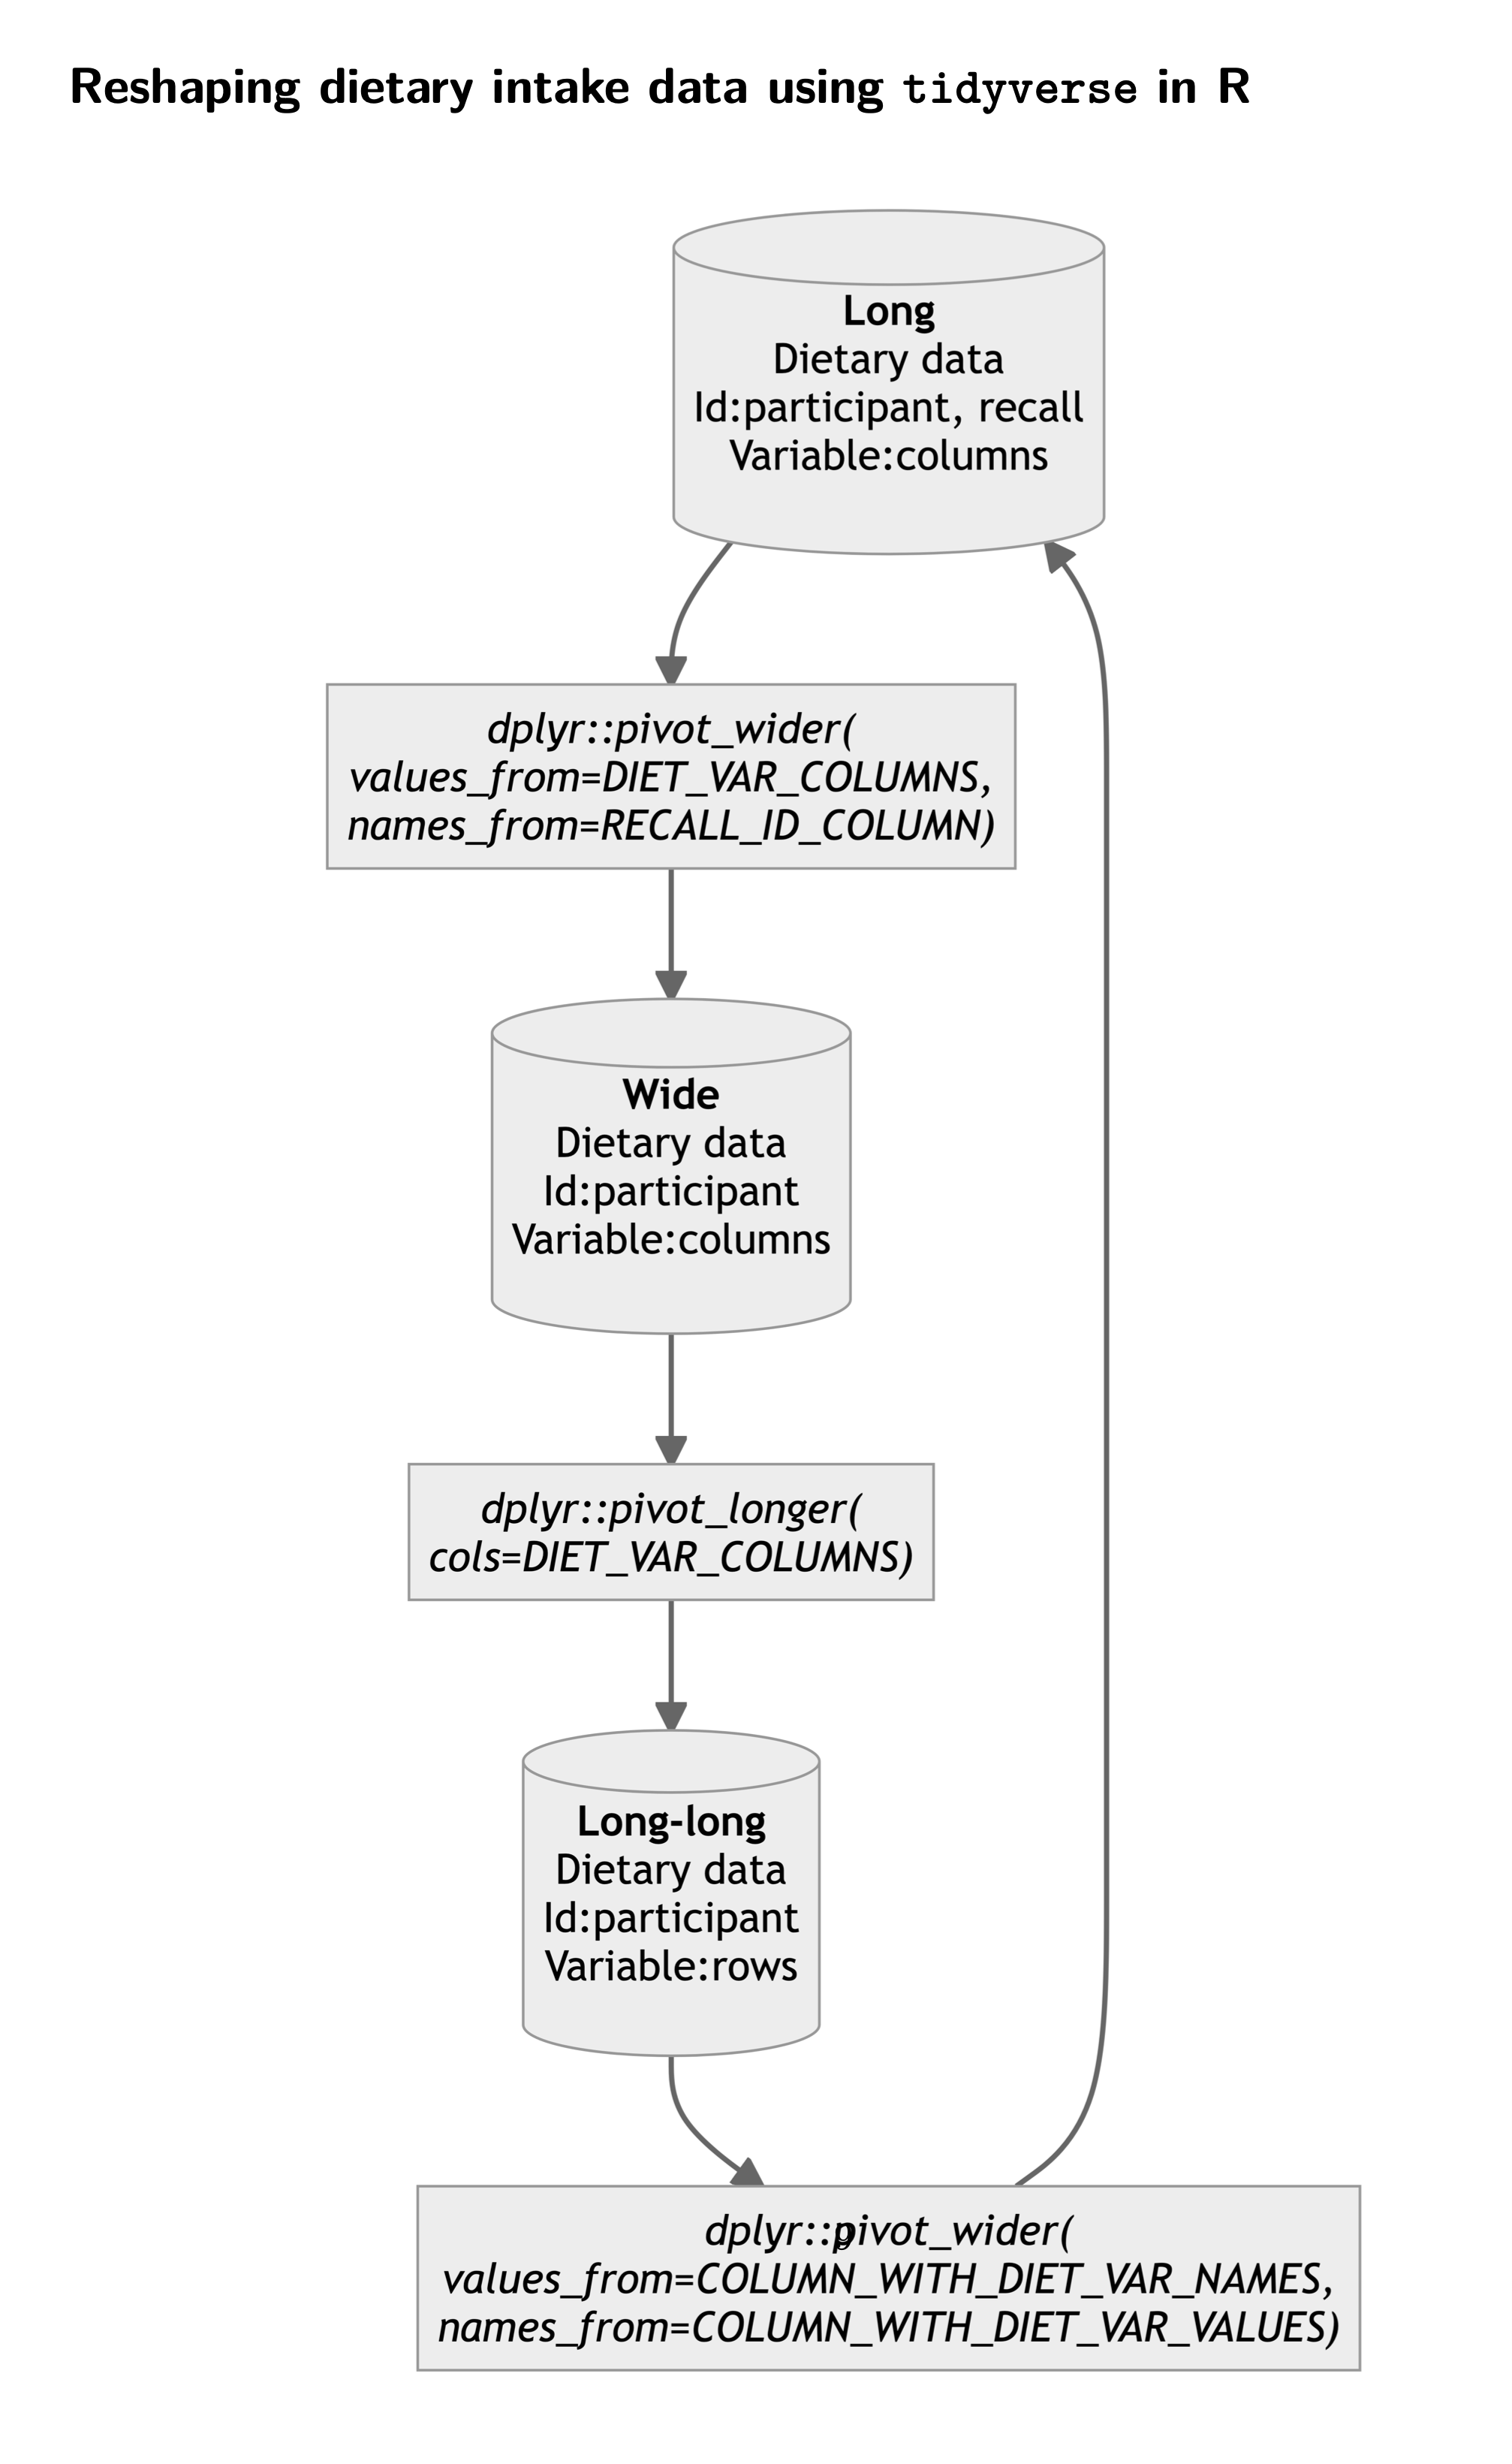 Reshaping dietary intake data using tidyverse in R
Long
Dietary data
Id:participant, recall
Variable:columns
dplyr::pivot_wider(
values_from=DIET_VAR_COLUMNS,
names_from=RECALL_ID_COLUMN)
Wide
Dietary data
Id:participant
Variable:columns
dplyr::pivot_longer(
cols=DIET_VAR_COLUMNS)
Long-long
Dietary data
Id:participant
Variable:rows
dplyr::pivot_wider(
values_from=COLUMN_WITH_DIET_VAR_NAMES,
names_from=COLUMN_WITH_DIET_VAR_VALUES)
9